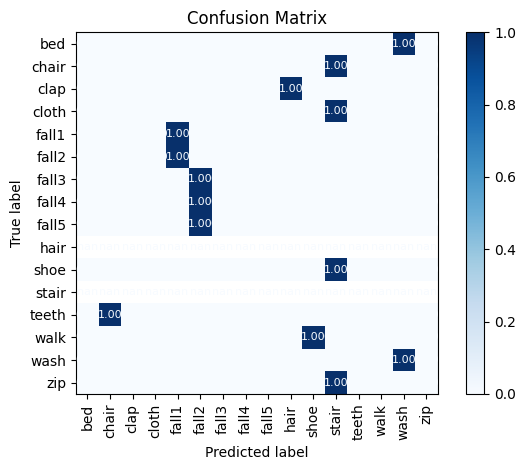 Confusion Matrix
True label
bed 1.00
chair 1.00
clap 1.00
cloth 1.00
fall1 1.00
fall2 1.00
fall3 1.00
fall4 1.00
fall5 1.00
hair
shoe 1.00
stair
teeth 1.00
walk 1.00
wash 1.00
zip 1.00
bed chair clap cloth fall1 fall2 fall3 fall4 fall5 hair shoe stair teeth walk wash zip
Predicted label
1.0
0.8
0.6
0.4
0.2
0.0